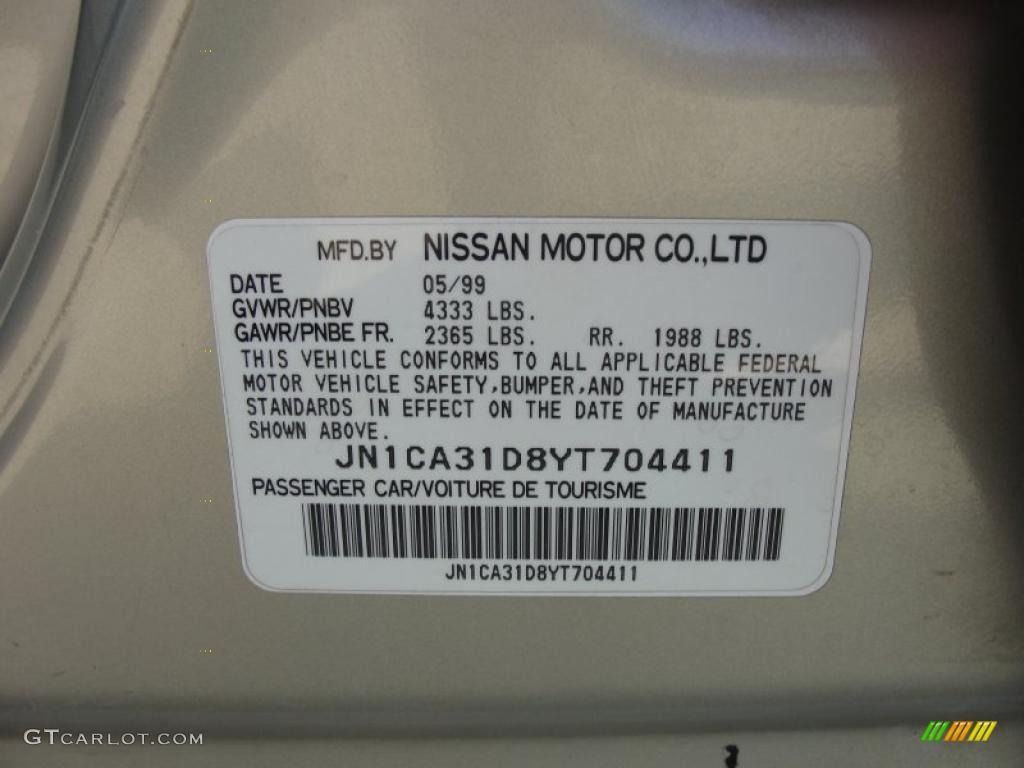 MFD.BY NISSAN MOTOR CO.,LTD
DATE 05/99
GVWR/PNBV 4333 LBS.
GAWR/PNBE FR. 2365 LBS. RR. 1988 LBS.
THIS VEHICLE CONFORMS TO ALL APPLICABLE FEDERAL
MOTOR VEHICLE SAFETY,BUMPER,AND THEFT PREVENTION
STANDARDS IN EFFECT ON THE DATE OF MANUFACTURE
SHOWN ABOVE.
JN1CA31D8YT704411
PASSENGER CAR/VOITURE DE TOURISME
JN1CA31D8YT704411
GTCARLOT.COM